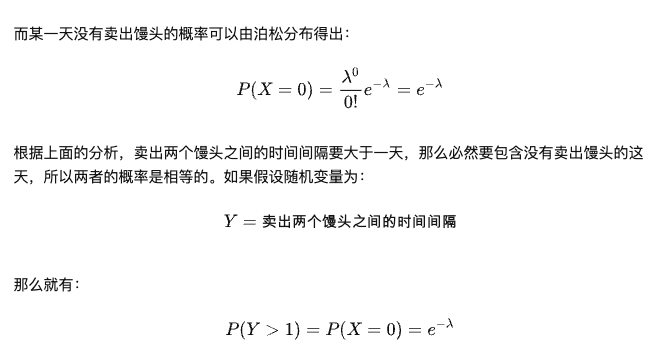 而某一天没有卖出馒头的概率可以由泊松分布得出：
P(X = 0) = \frac{λ^0}{0!} e^{-λ} = e^{-λ}
根据上面的分析，卖出两个馒头之间的时间间隔要大于一天，那么必然要包含没有卖出馒头的这
天，所以两者的概率是相等的。如果假设随机变量为：
Y = 卖出两个馒头之间的时间间隔
那么就有：
P(Y > 1) = P(X = 0) = e^{-λ}